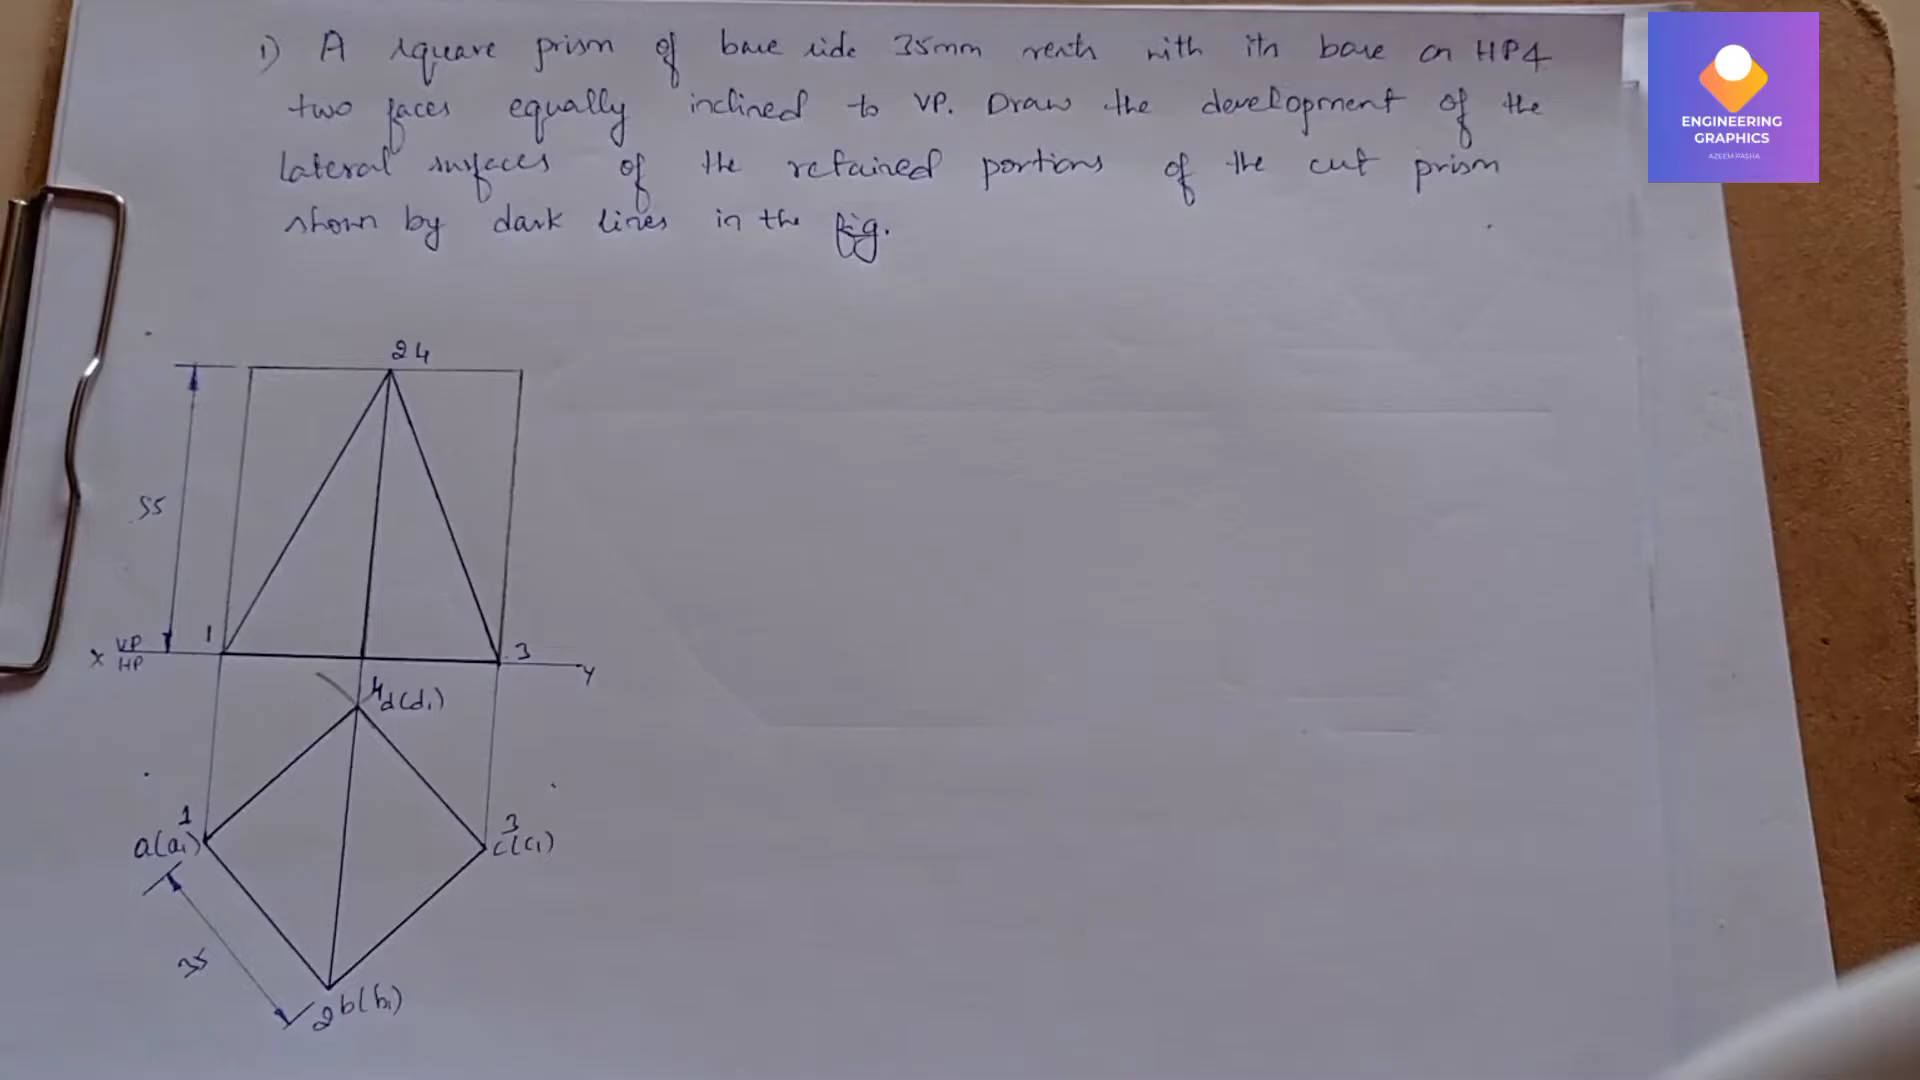 1) A square prism of base side 35mm rests with its base on HP &
two faces equally inclined to VP. Draw the development of the
lateral surfaces of the retained portions of the cut prism
shown by dark lines in the fig.
ENGINEERING
GRAPHICS
AZEEM PASHA
2 4
55
1
X VP
HP
3
Y
4
d(d₁)
1
a(a₁)
3
c(c₁)
35
2 b(b₁)